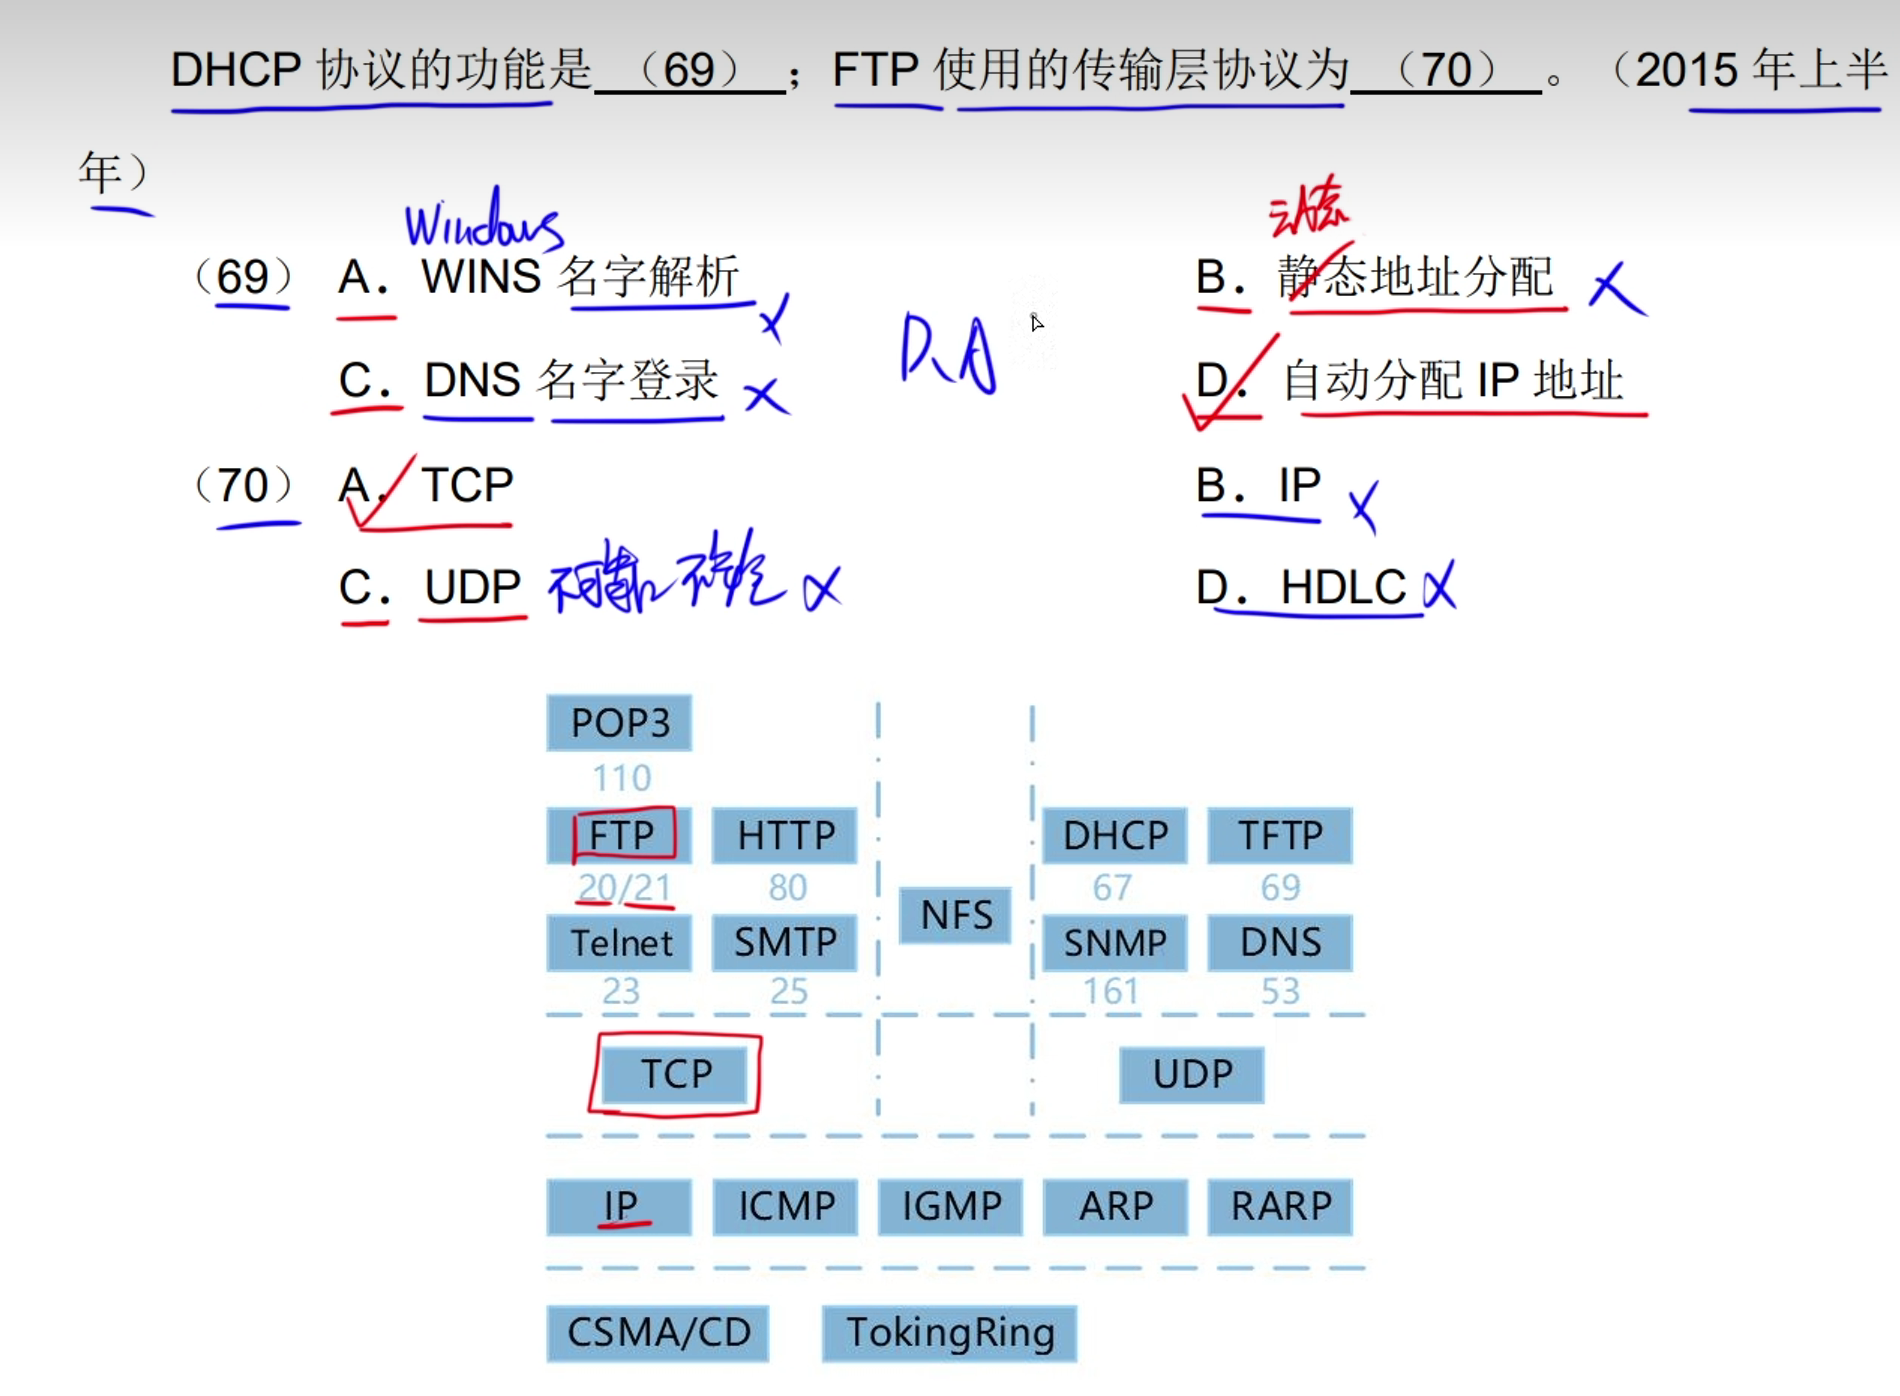 DHCP 协议的功能是 （69） ；FTP 使用的传输层协议为 （70） 。（2015 年上半
年）
Windows
动态
（69） A． WINS 名字解析 B． 静态地址分配
D、A
C． DNS 名字登录 D． 自动分配 IP 地址
（70） A． TCP B． IP
C． UDP 不可靠 D． HDLC
POP3
110
FTP HTTP DHCP TFTP
20/21 80 67 69
NFS
Telnet SMTP SNMP DNS
23 25 161 53
TCP UDP
IP ICMP IGMP ARP RARP
CSMA/CD TokingRing